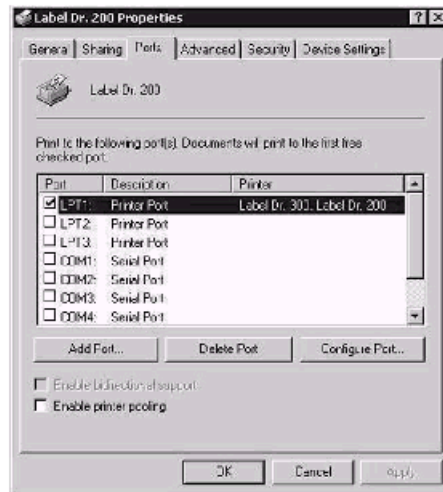 Label Dr. 200 Properties
General Sharing Ports Advanced Security Device Settings
Label Dr. 200
Print to the following port(s). Documents will print to the first free
checked port.
Port Description Printer
LPT1: Printer Port Label Dr. 300, Label Dr. 200
LPT2: Printer Port
LPT3: Printer Port
COM1: Serial Port
COM2: Serial Port
COM3: Serial Port
COM4: Serial Port
Add Port... Delete Port Configure Port...
Enable bidirectional support
Enable printer pooling
OK Cancel Apply